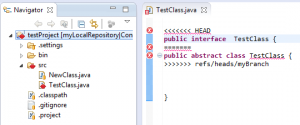 Navigator
testProject [myLocalRepository|Con
.settings
bin
src
NewClass.java
TestClass.java
.classpath
.gitignore
.project
TestClass.java
<<<<<<< HEAD
public interface TestClass {
=======
public abstract class TestClass {
>>>>>>> refs/heads/myBranch
}